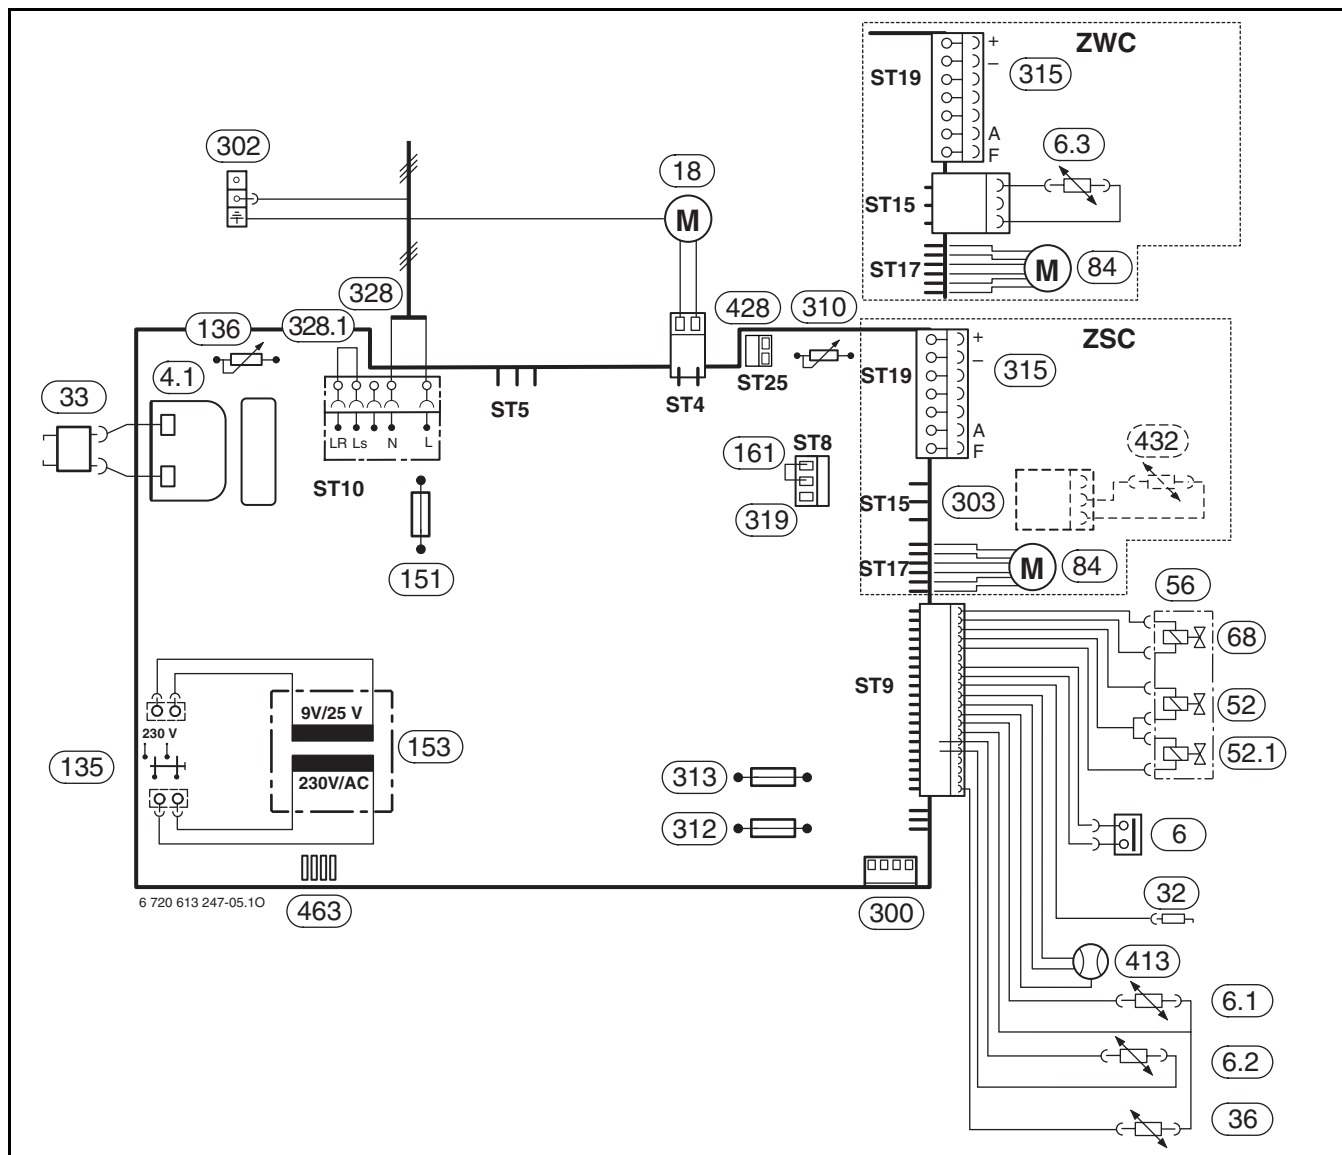 ZWC
+
–
ST19
315
A
F
6.3
ST15
ST17
M
84
302
18
M
328
136
328.1
428
310
4.1
33
ST5
ST4
ST25
ZSC
+
–
ST19
315
A
F
LR Ls N L
ST10
161
ST8
319
432
ST15
303
151
ST17
M
84
56
68
ST9
52
52.1
9V/25 V
230 V
153
135
230V/AC
313
312
6
463
300
32
6 720 613 247-05.1O
413
6.1
6.2
36